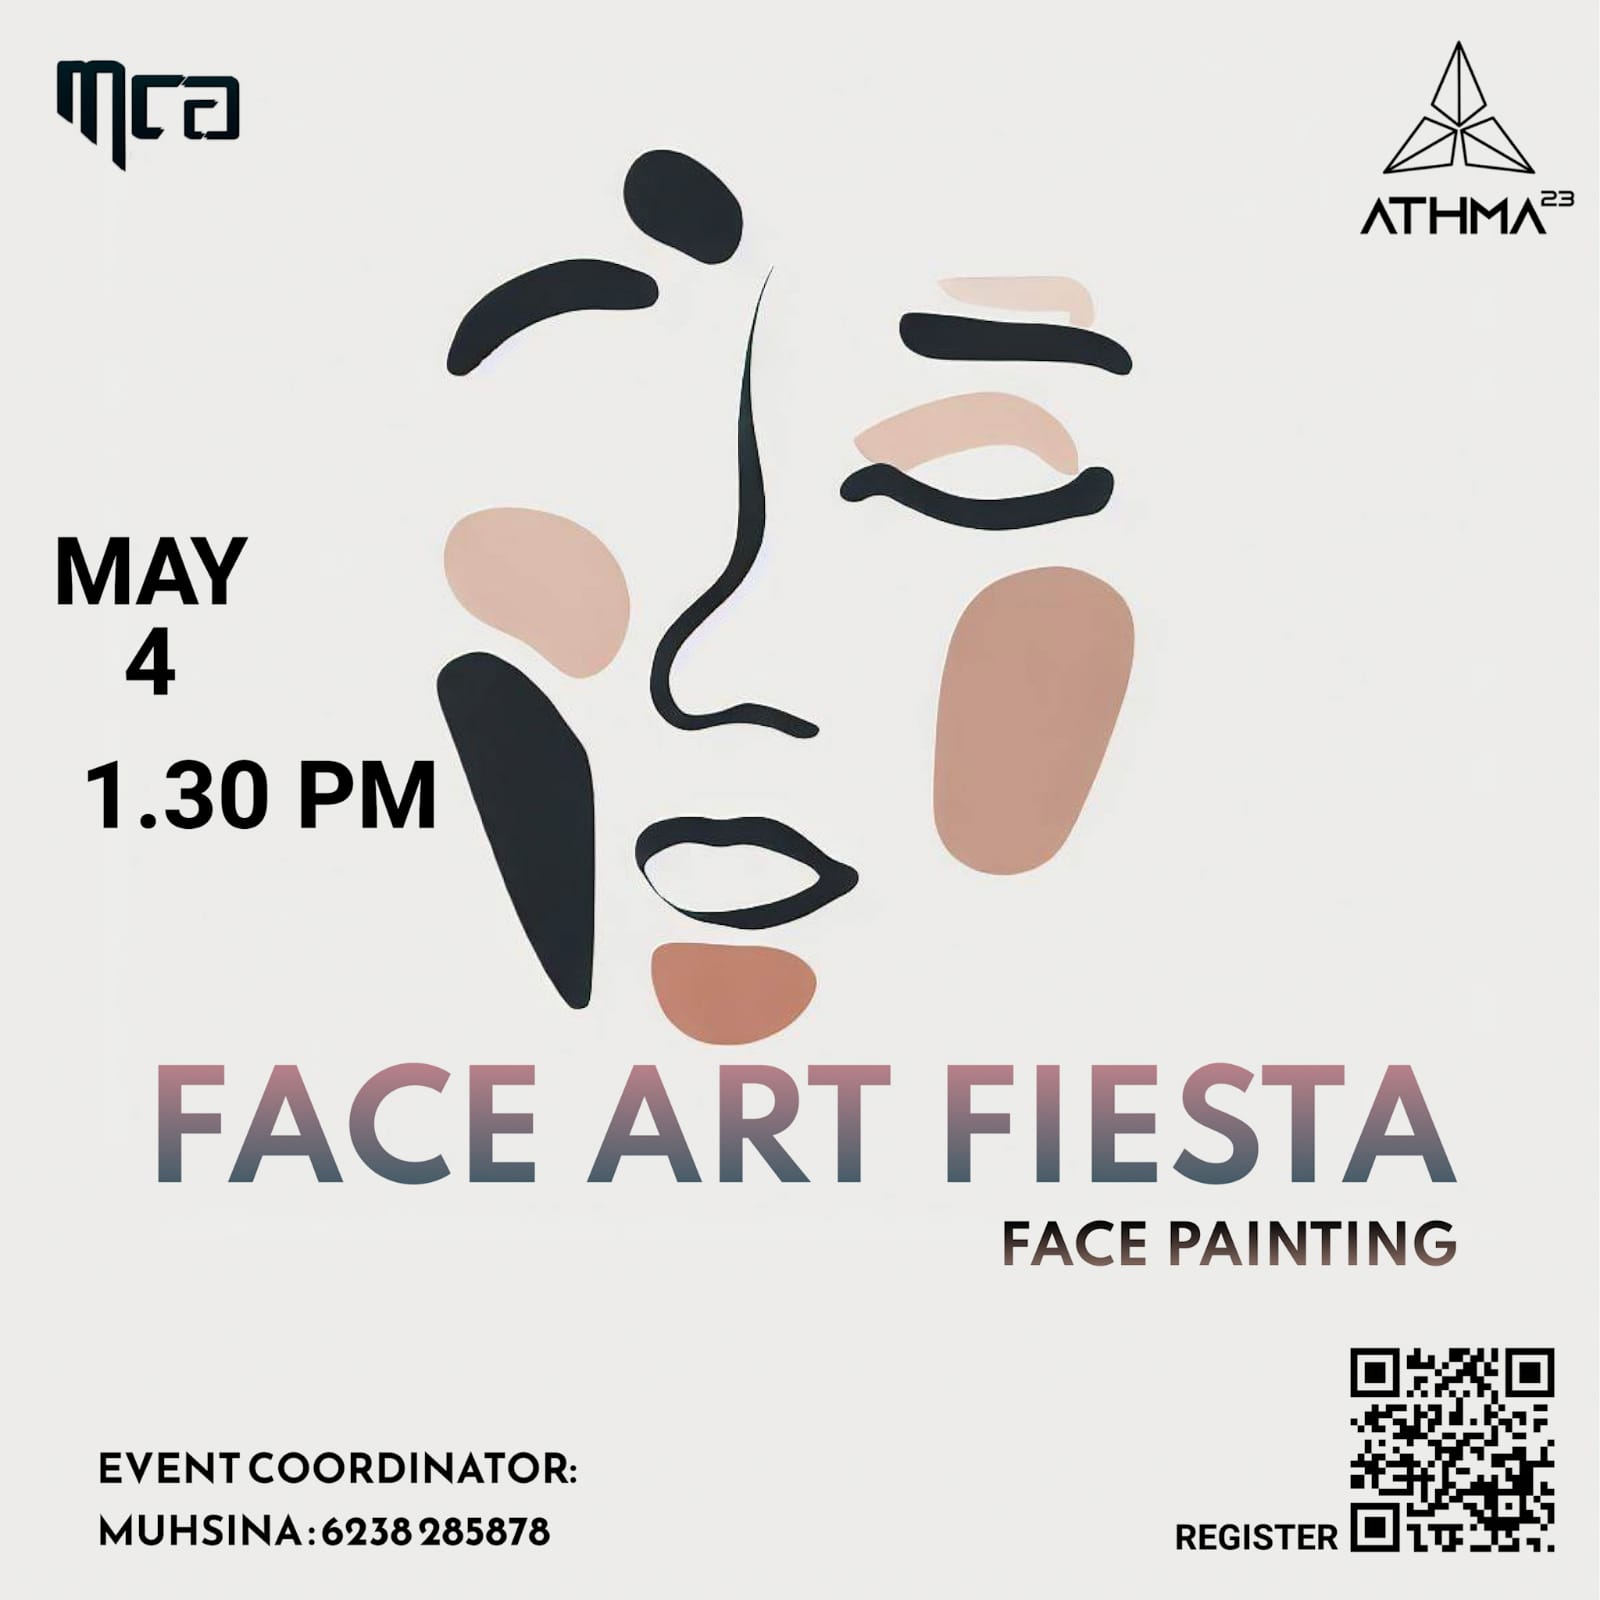 mca
ATHMA23
MAY
4
1.30 PM
FACE ART FIESTA
FACE PAINTING
EVENT COORDINATOR:
MUHSINA : 6238 285878
REGISTER